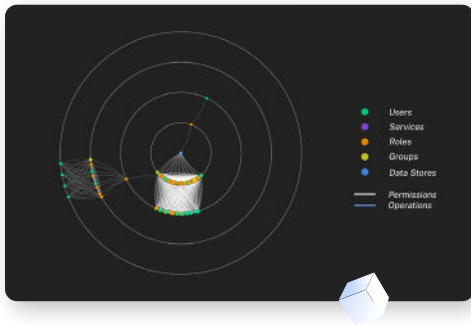 Users
Services
Roles
Groups
Data Stores
Permissions
Operations